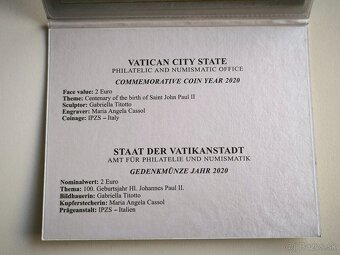 VATICAN CITY STATE
PHILATELIC AND NUMISMATIC OFFICE
COMMEMORATIVE COIN YEAR 2020
Face value: 2 Euro
Theme: Centenary of the birth of Saint John Paul II
Sculptor: Gabriella Titotto
Engraver: Maria Angela Cassol
Coinage: IPZS – Italy
STAAT DER VATIKANSTADT
AMT FÜR PHILATELIE UND NUMISMATIK
GEDENKMÜNZE JAHR 2020
Nominalwert: 2 Euro
Thema: 100. Geburtsjahr Hl. Johannes Paul II.
Bildhauerin: Gabriella Titotto
Kupferstecherin: Maria Angela Cassol
Prägeanstalt: IPZS – Italien